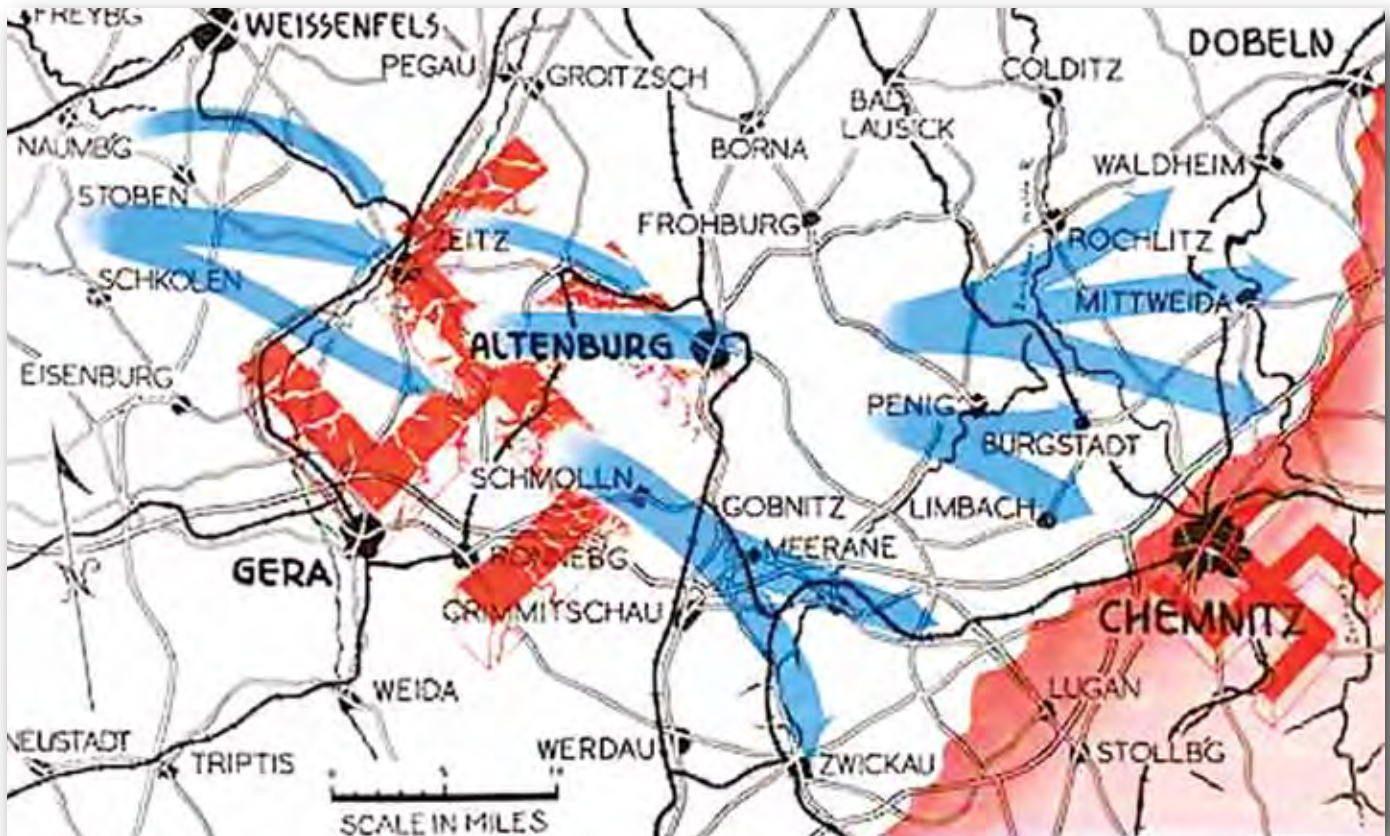 FREYBG
WEISSENFELS
PEGAU
GROITZSCH
COLDITZ
DOBELN
BAD
LAUSICK
NAUMBG
BORNA
WALDHEIM
STOBEN
FROHBURG
ROCHLITZ
ZEITZ
SCHKOLEN
MITTWEIDA
ALTENBURG
EISENBURG
PENIG
BURGSTADT
SCHMOLLN
GOBNITZ
LIMBACH
MEERANE
RONNEBG
GERA
CRIMMITSCHAU
CHEMNITZ
WEIDA
LUGAN
NEUSTADT
TRIPTIS
WERDAU
ZWICKAU
STOLLBG
SCALE IN MILES